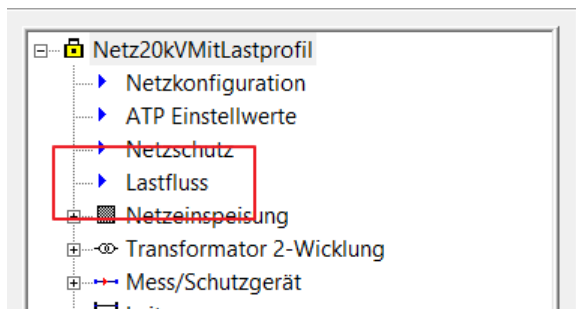 Netz20kVMitLastprofil
Netzkonfiguration
ATP Einstellwerte
Netzschutz
Lastfluss
Netzeinspeisung
Transformator 2-Wicklung
Mess/Schutzgerät